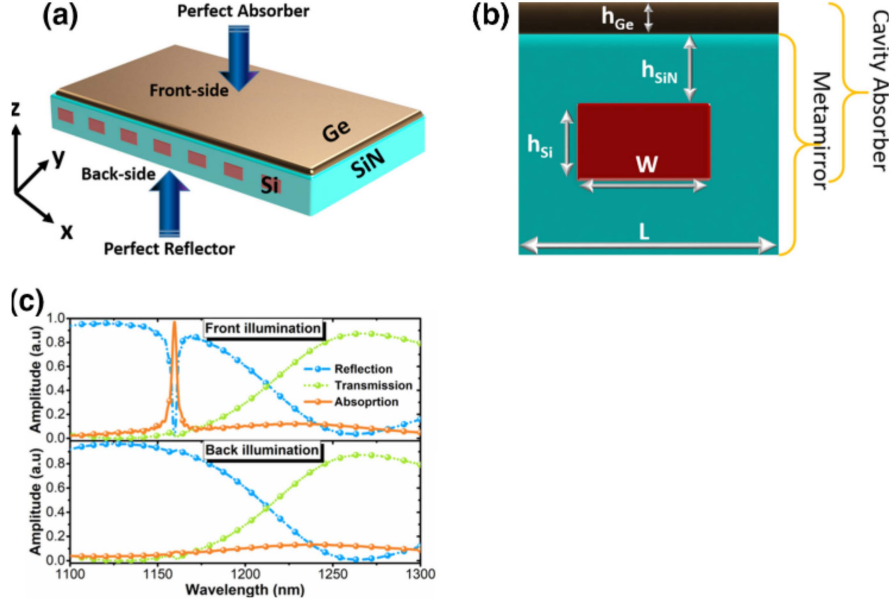 (a)
Perfect Absorber
Front-side
Ge
SiN
Si
Back-side
Perfect Reflector
z
y
x
(b)
hGe
hSiN
hSi
W
L
Metamirror
Cavity Absorber
(c)
Front illumination
Reflection
Transmission
Absoprtion
Amplitude (a.u)
1.0
0.8
0.6
0.4
0.2
0.0
Back illumination
Amplitude (a.u)
0.8
0.6
0.4
0.2
0.0
1100 1150 1200 1250 1300
Wavelength (nm)